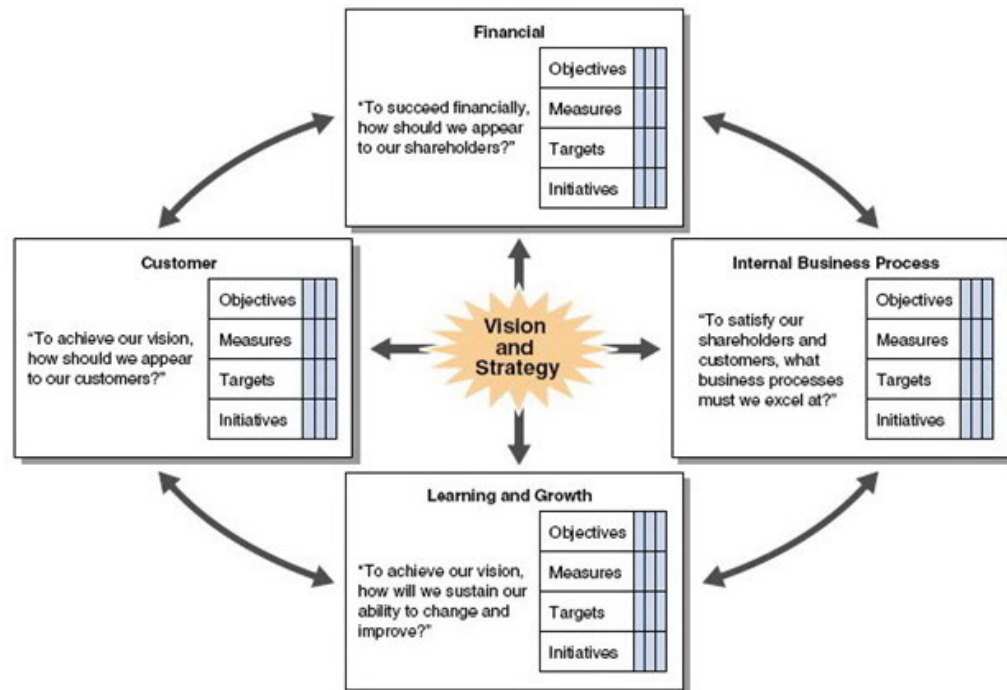 Financial
"To succeed financially,
how should we appear
to our shareholders?"
Objectives
Measures
Targets
Initiatives
Customer
"To achieve our vision,
how should we appear
to our customers?"
Objectives
Measures
Targets
Initiatives
Vision
and
Strategy
Internal Business Process
"To satisfy our
shareholders and
customers, what
business processes
must we excel at?"
Objectives
Measures
Targets
Initiatives
Learning and Growth
"To achieve our vision,
how will we sustain our
ability to change and
improve?"
Objectives
Measures
Targets
Initiatives